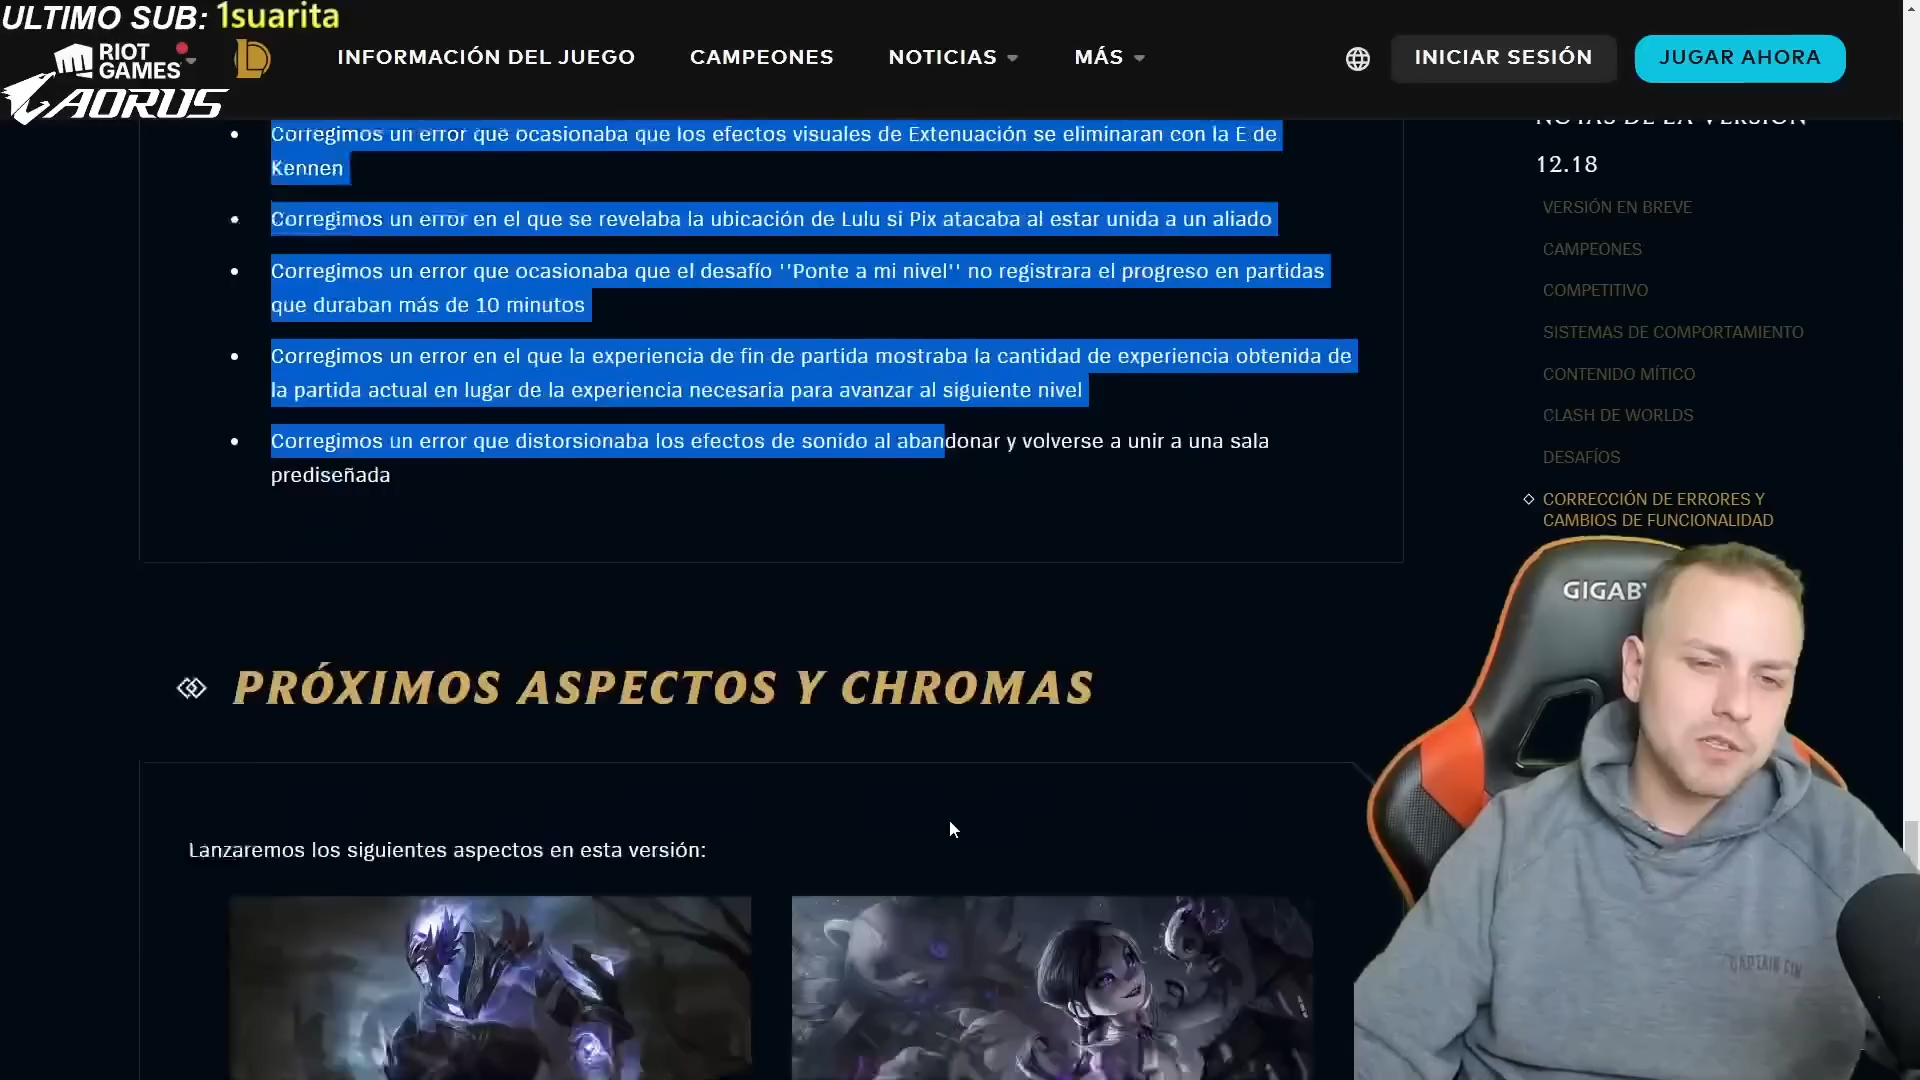 ULTIMO SUB: 1suarita
RIOT GAMES
AORUS
INFORMACIÓN DEL JUEGO
CAMPEONES
NOTICIAS
MÁS
INICIAR SESIÓN
JUGAR AHORA
Corregimos un error que ocasionaba que los efectos visuales de Extenuación se eliminaran con la E de
Kennen
Corregimos un error en el que se revelaba la ubicación de Lulu si Pix atacaba al estar unida a un aliado
Corregimos un error que ocasionaba que el desafío ''Ponte a mi nivel'' no registrara el progreso en partidas
que duraban más de 10 minutos
Corregimos un error en el que la experiencia de fin de partida mostraba la cantidad de experiencia obtenida de
la partida actual en lugar de la experiencia necesaria para avanzar al siguiente nivel
Corregimos un error que distorsionaba los efectos de sonido al abandonar y volverse a unir a una sala
prediseñada
PRÓXIMOS ASPECTOS Y CHROMAS
Lanzaremos los siguientes aspectos en esta versión:
NOTAS DE LA VERSIÓN
12.18
VERSIÓN EN BREVE
CAMPEONES
COMPETITIVO
SISTEMAS DE COMPORTAMIENTO
CONTENIDO MÍTICO
CLASH DE WORLDS
DESAFÍOS
CORRECCIÓN DE ERRORES Y
CAMBIOS DE FUNCIONALIDAD